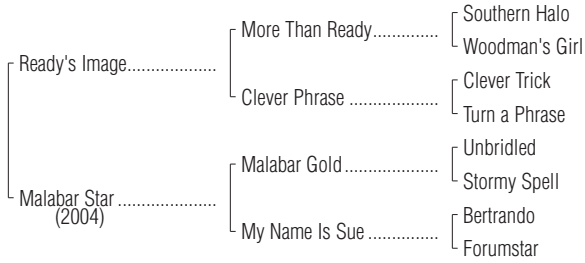 Southern Halo
More Than Ready..............
Woodman's Girl
Ready's Image...................
Clever Trick
Clever Phrase ...................
Turn a Phrase
Unbridled
Malabar Gold ....................
Stormy Spell
Malabar Star .....................
(2004)
Bertrando
My Name Is Sue ...............
Forumstar